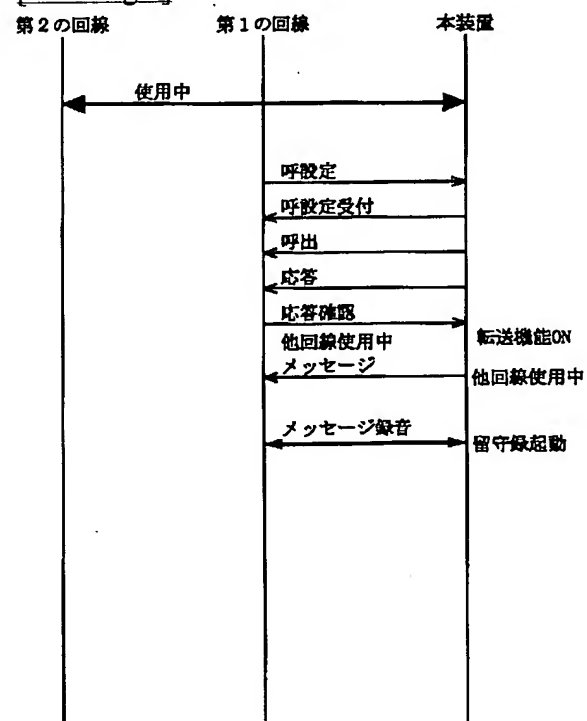 第2の回線 第1の回線 本装置
使用中
呼設定
呼設定受付
呼出
応答
応答確認
他回線使用中 転送機能ON
メッセージ 他回線使用中
メッセージ録音 留守録起動